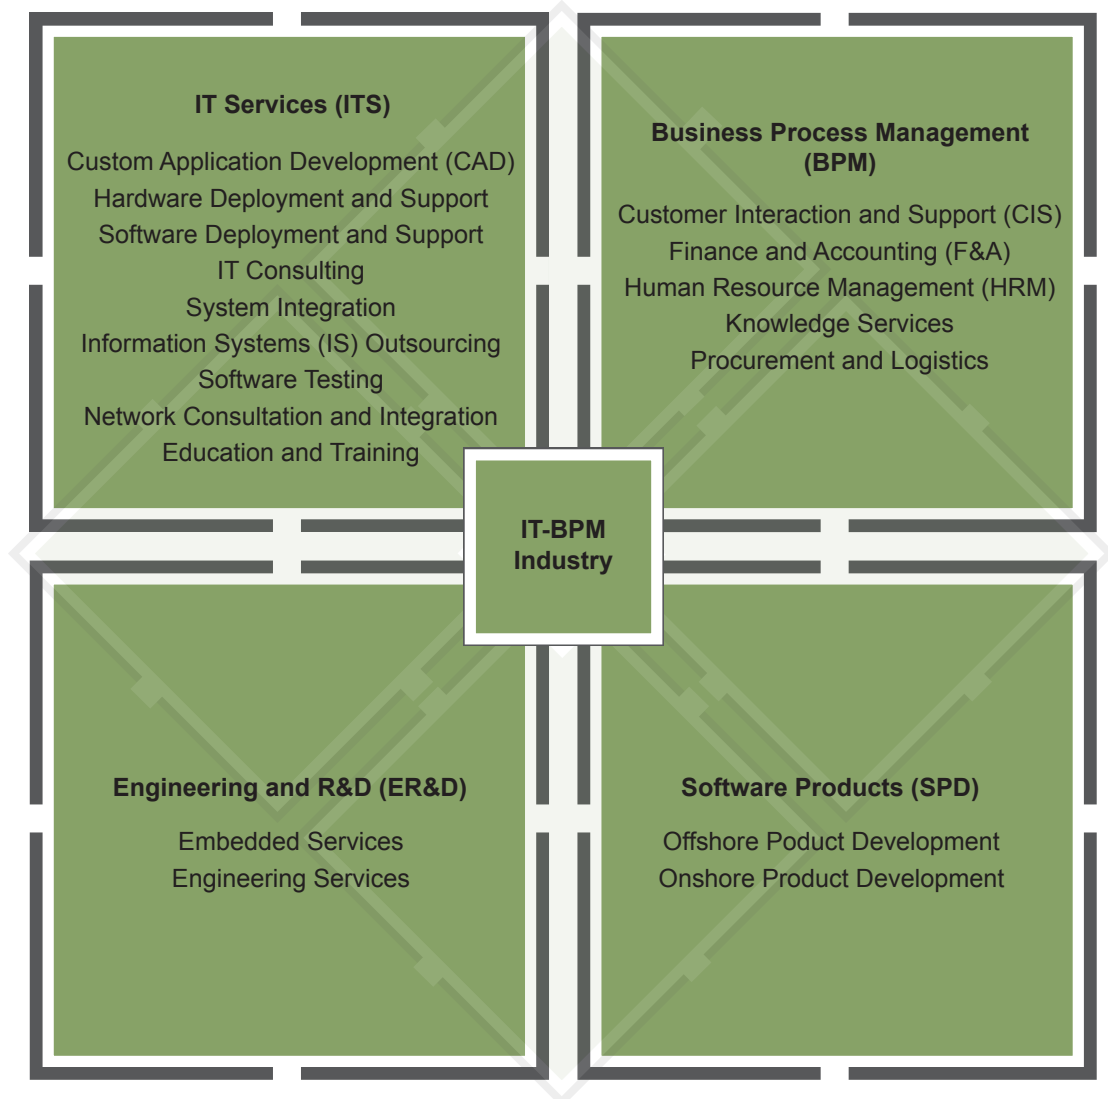 IT Services (ITS)
Custom Application Development (CAD)
Hardware Deployment and Support
Software Deployment and Support
IT Consulting
System Integration
Information Systems (IS) Outsourcing
Software Testing
Network Consultation and Integration
Education and Training
Business Process Management
(BPM)
Customer Interaction and Support (CIS)
Finance and Accounting (F&A)
Human Resource Management (HRM)
Knowledge Services
Procurement and Logistics
IT-BPM
Industry
Engineering and R&D (ER&D)
Embedded Services
Engineering Services
Software Products (SPD)
Offshore Poduct Development
Onshore Product Development